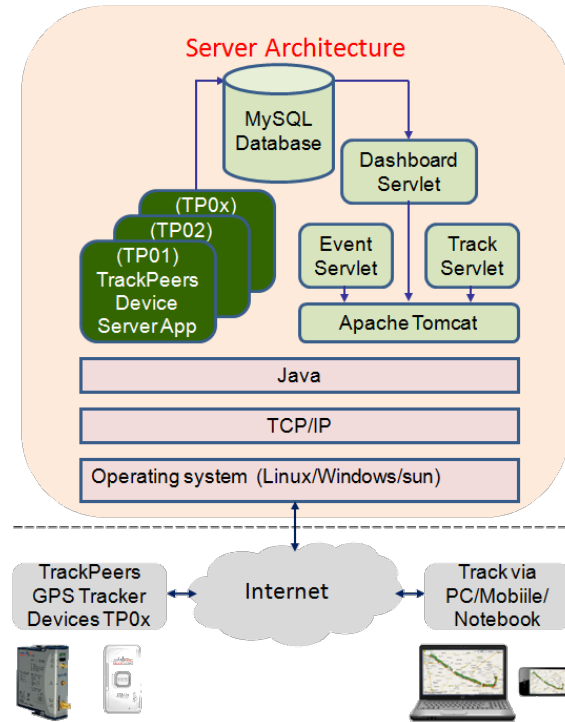 Server Architecture
MySQL
Database
Dashboard
Servlet
(TP0x)
(TP02)
(TP01)
TrackPeers
Device
Server App
Event
Servlet
Track
Servlet
Apache Tomcat
Java
TCP/IP
Operating system (Linux/Windows/sun)
TrackPeers
GPS Tracker
Devices TP0x
Internet
Track via
PC/Mobiile/
Notebook